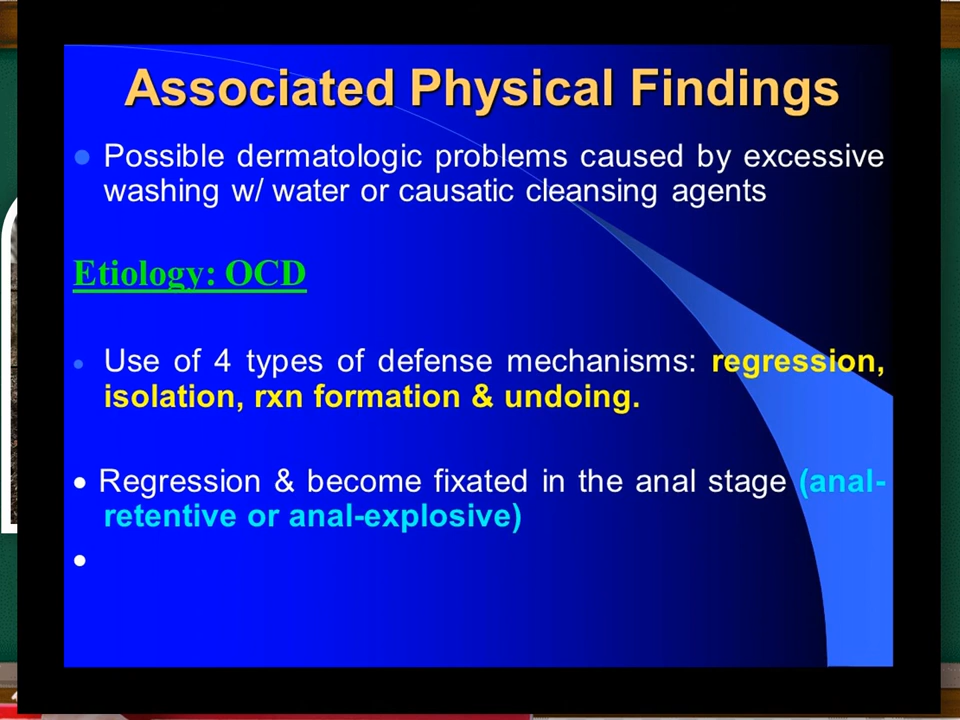 Associated Physical Findings
● Possible dermatologic problems caused by excessive
washing w/ water or causatic cleansing agents
Etiology: OCD
● Use of 4 types of defense mechanisms: regression,
isolation, rxn formation & undoing.
● Regression & become fixated in the anal stage (anal-
retentive or anal-explosive)
●